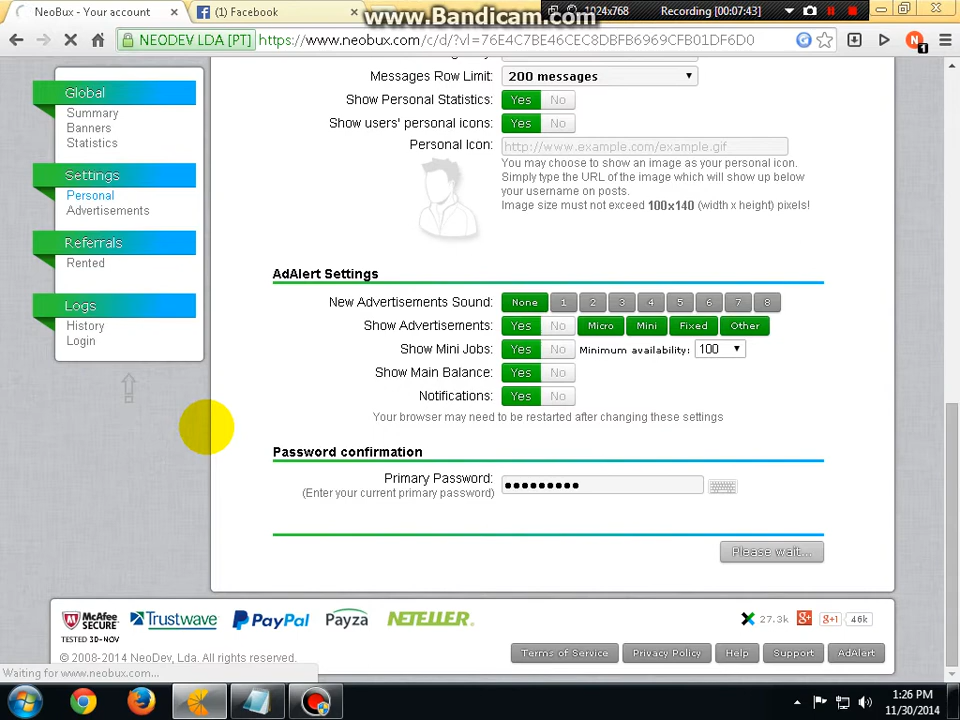 NeoBux - Your account
(1) Facebook
www.Bandicam.com
1024x768
Recording [00:07:43]
NEODEV LDA [PT]
https://www.neobux.com/c/d/?vl=76E4C7BE46CEC8DBFB6969CFB01DF6D0
1
Global
Summary
Banners
Statistics
Settings
Personal
Advertisements
Referrals
Rented
Logs
History
Login
Messages Row Limit: 200 messages
Show Personal Statistics: Yes No
Show users' personal icons: Yes No
Personal Icon: http://www.example.com/example.gif
You may choose to show an image as your personal icon.
Simply type the URL of the image which will show up below
your username on posts.
Image size must not exceed 100x140 (width x height) pixels!
AdAlert Settings
New Advertisements Sound: None 1 2 3 4 5 6 7 8
Show Advertisements: Yes No Micro Mini Fixed Other
Show Mini Jobs: Yes No Minimum availability: 100
Show Main Balance: Yes No
Notifications: Yes No
Your browser may need to be restarted after changing these settings
Password confirmation
Primary Password:
(Enter your current primary password)
Please wait...
McAfee SECURE
TESTED 30-NOV
Trustwave
PayPal
Payza
NETELLER
27.3k
g+1
46k
© 2008-2014 NeoDev, Lda. All rights reserved.
Terms of Service
Privacy Policy
Help
Support
AdAlert
Waiting for www.neobux.com...
1:26 PM
11/30/2014